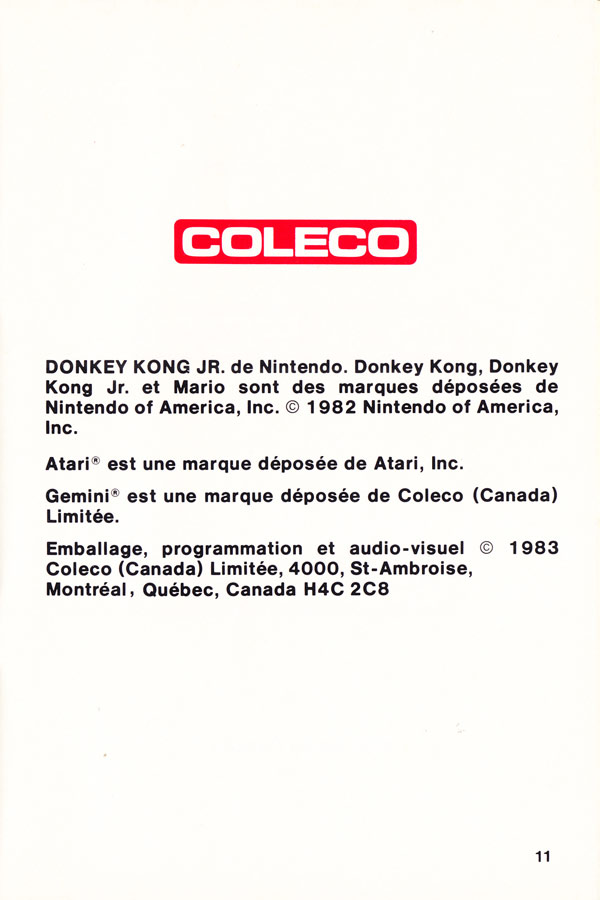 COLECO
DONKEY KONG JR. de Nintendo. Donkey Kong, Donkey
Kong Jr. et Mario sont des marques déposées de
Nintendo of America, Inc. © 1982 Nintendo of America,
Inc.
Atari® est une marque déposée de Atari, Inc.
Gemini® est une marque déposée de Coleco (Canada)
Limitée.
Emballage, programmation et audio-visuel © 1983
Coleco (Canada) Limitée, 4000, St-Ambroise,
Montréal, Québec, Canada H4C 2C8
11